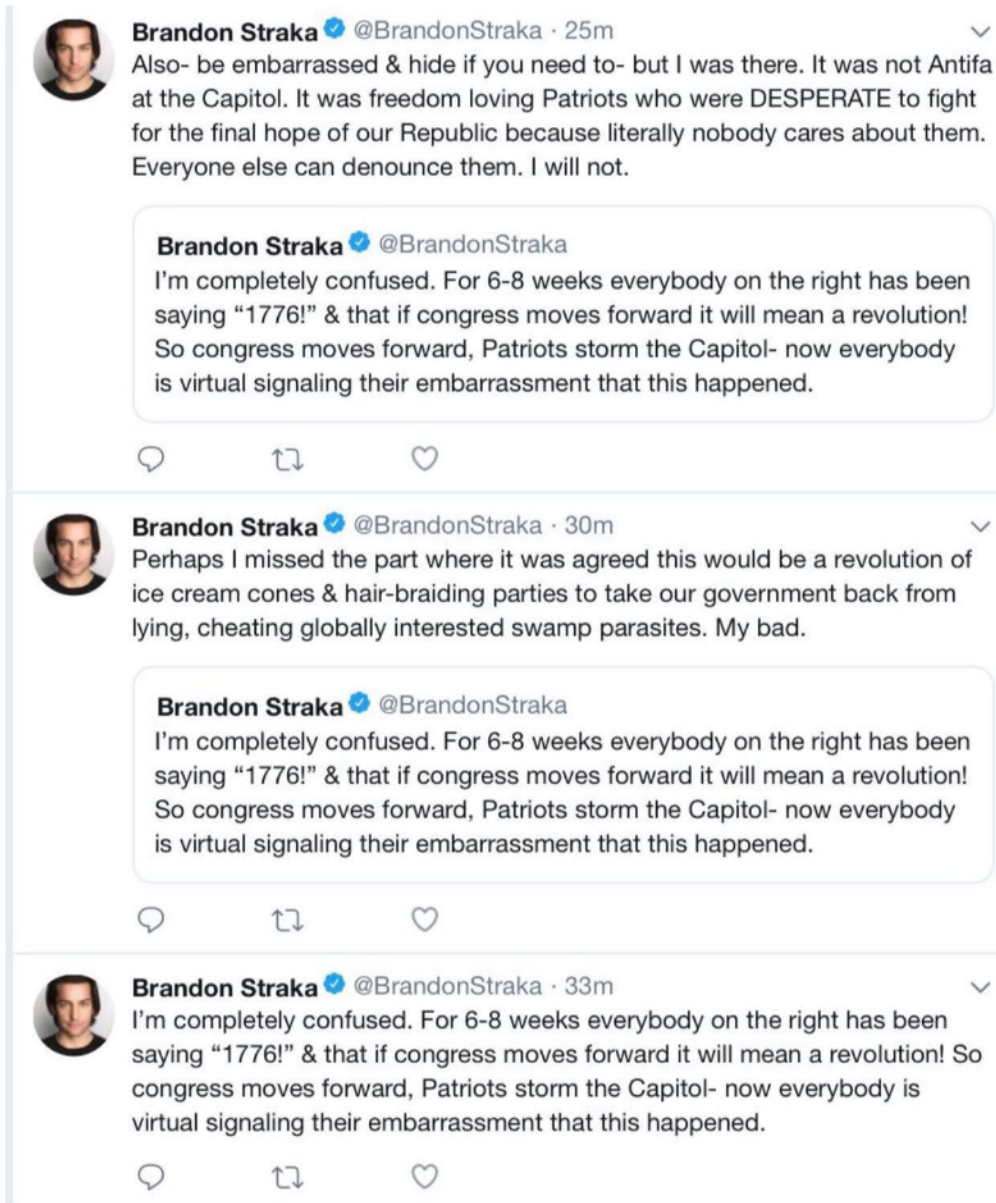 Brandon Straka @BrandonStraka · 25m
Also- be embarrassed & hide if you need to- but I was there. It was not Antifa
at the Capitol. It was freedom loving Patriots who were DESPERATE to fight
for the final hope of our Republic because literally nobody cares about them.
Everyone else can denounce them. I will not.
Brandon Straka @BrandonStraka
I'm completely confused. For 6-8 weeks everybody on the right has been
saying “1776!” & that if congress moves forward it will mean a revolution!
So congress moves forward, Patriots storm the Capitol- now everybody
is virtual signaling their embarrassment that this happened.
Brandon Straka @BrandonStraka · 30m
Perhaps I missed the part where it was agreed this would be a revolution of
ice cream cones & hair-braiding parties to take our government back from
lying, cheating globally interested swamp parasites. My bad.
Brandon Straka @BrandonStraka
I'm completely confused. For 6-8 weeks everybody on the right has been
saying “1776!” & that if congress moves forward it will mean a revolution!
So congress moves forward, Patriots storm the Capitol- now everybody
is virtual signaling their embarrassment that this happened.
Brandon Straka @BrandonStraka · 33m
I'm completely confused. For 6-8 weeks everybody on the right has been
saying “1776!” & that if congress moves forward it will mean a revolution! So
congress moves forward, Patriots storm the Capitol- now everybody is
virtual signaling their embarrassment that this happened.